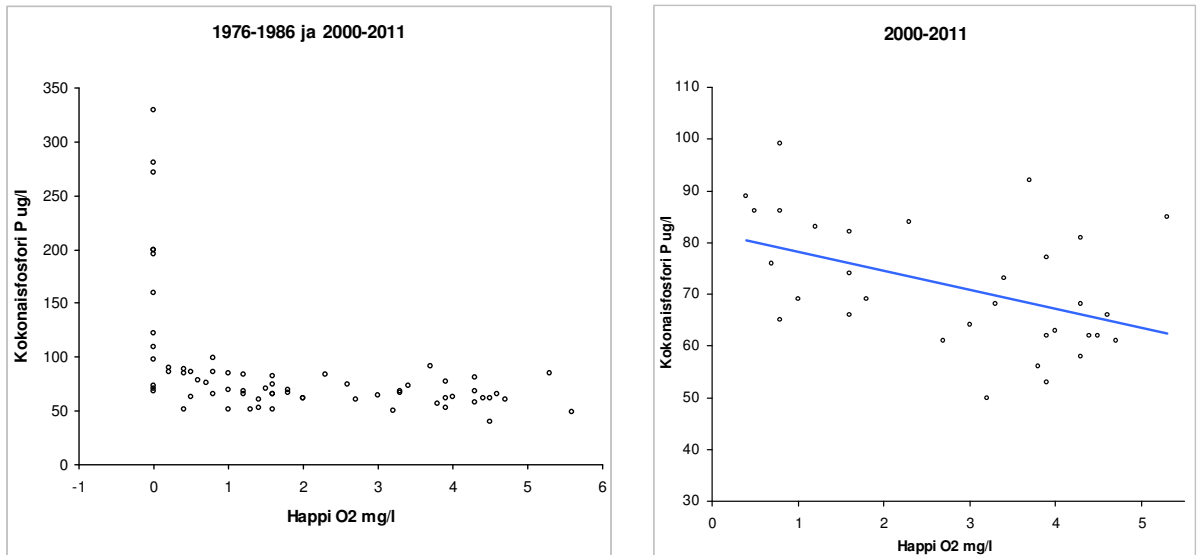 1976-1986 ja 2000-2011
Kokonaisfosfori P ug/l
350
300
250
200
150
100
50
0
-1 0 1 2 3 4 5 6
Happi O2 mg/l
2000-2011
Kokonaisfosfori P ug/l
110
100
90
80
70
60
50
40
30
0 1 2 3 4 5
Happi O2 mg/l